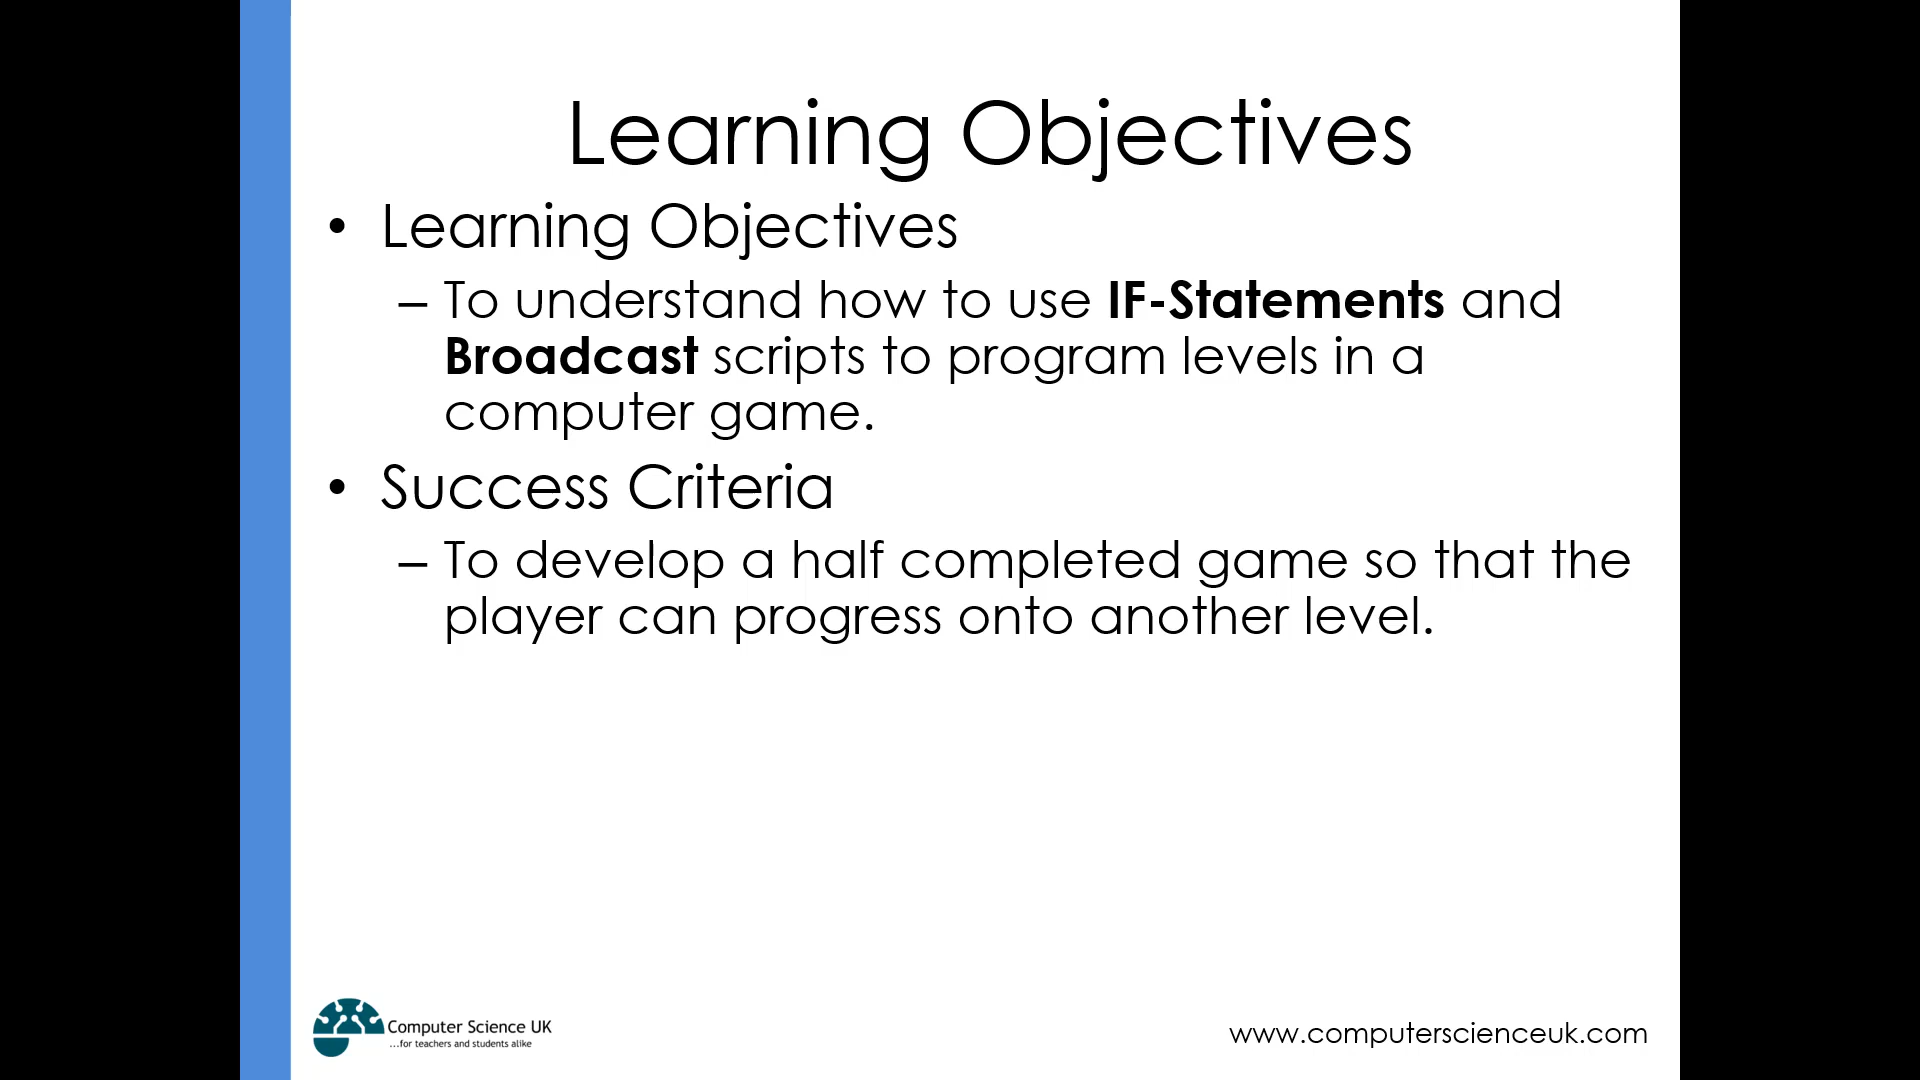 Learning Objectives
• Learning Objectives
– To understand how to use IF-Statements and
Broadcast scripts to program levels in a
computer game.
• Success Criteria
– To develop a half completed game so that the
player can progress onto another level.
Computer Science UK
...for teachers and students alike
www.computerscienceuk.com